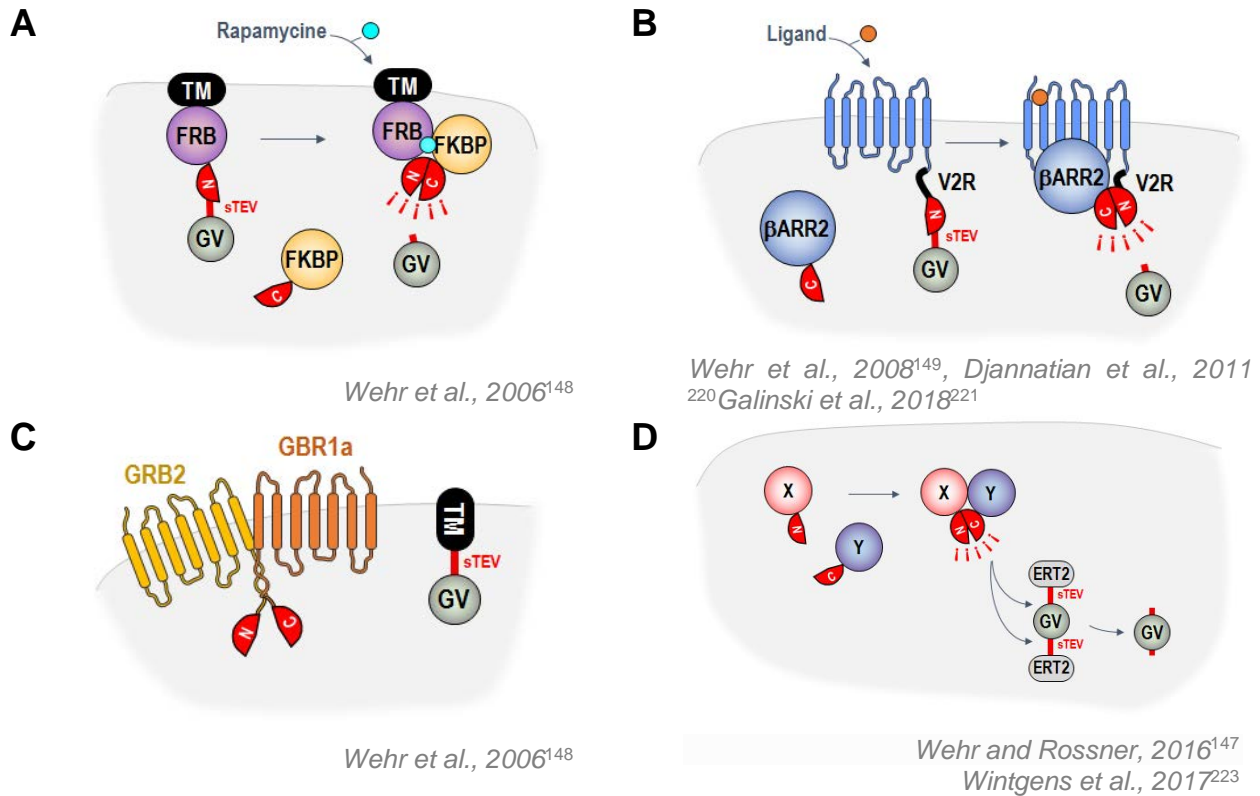 A
Rapamycine
TM
FRB
N
sTEV
GV
C
FKBP
TM
FRB
FKBP
N
C
GV
Wehr et al., 2006148
B
Ligand
βARR2
C
V2R
N
sTEV
GV
βARR2
V2R
C
N
GV
Wehr et al., 2008149, Djannatian et al., 2011
220Galinski et al., 2018221
C
GRB2
GBR1a
N
C
TM
sTEV
GV
Wehr et al., 2006148
D
X
N
Y
C
X
Y
N
C
ERT2
sTEV
GV
sTEV
ERT2
GV
Wehr and Rossner, 2016147
Wintgens et al., 2017223